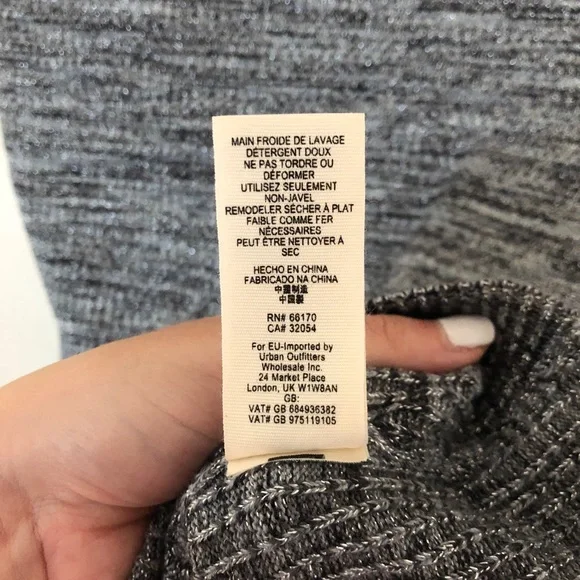 MAIN FROIDE DE LAVAGE
DÉTERGENT DOUX
NE PAS TORDRE OU
DÉFORMER
UTILISEZ SEULEMENT
NON-JAVEL
REMODELER SÉCHER À PLAT
FAIBLE COMME FER
NÉCESSAIRES
PEUT ÊTRE NETTOYER À
SEC
HECHO EN CHINA
FABRICADO NA CHINA
中国制造
中國製
RN# 66170
CA# 32054
For EU-Imported by
Urban Outfitters
Wholesale Inc.
24 Market Place
London, UK W1W8AN
GB:
VAT# GB 684936382
VAT# GB 975119105